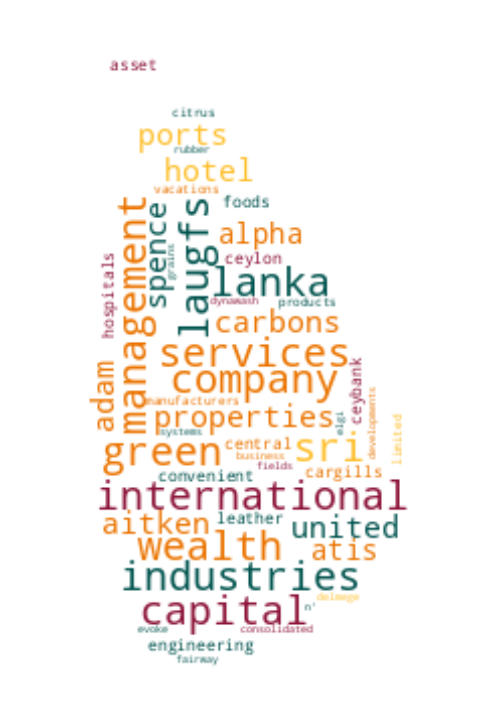 asset
citrus
ports
rubber
hotel
vacations
management
spence
laugfs
foods
grains
alpha
hospitals
ceylon
lanka
dynawash
products
carbons
services
adam
company
ceybank
manufacturers
properties
elgi
developments
limited
systems
green
central
sri
business
fields
cargills
convenient
international
aitken
leather
united
wealth
atis
industries
delmege
capital
n'
evoke
consolidated
engineering
fairway